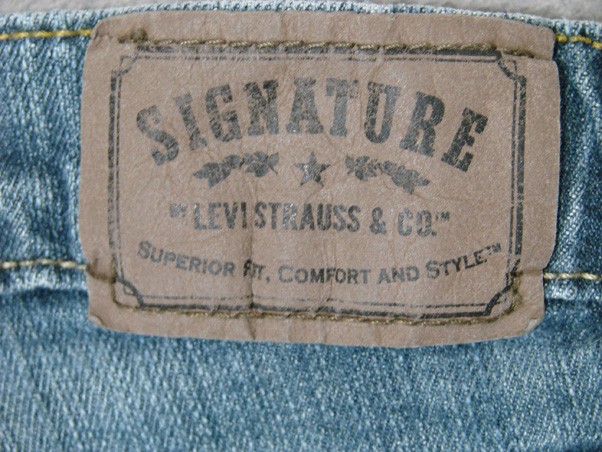 SIGNATURE
BY LEVI STRAUSS & CO.™
SUPERIOR FIT, COMFORT AND STYLE™